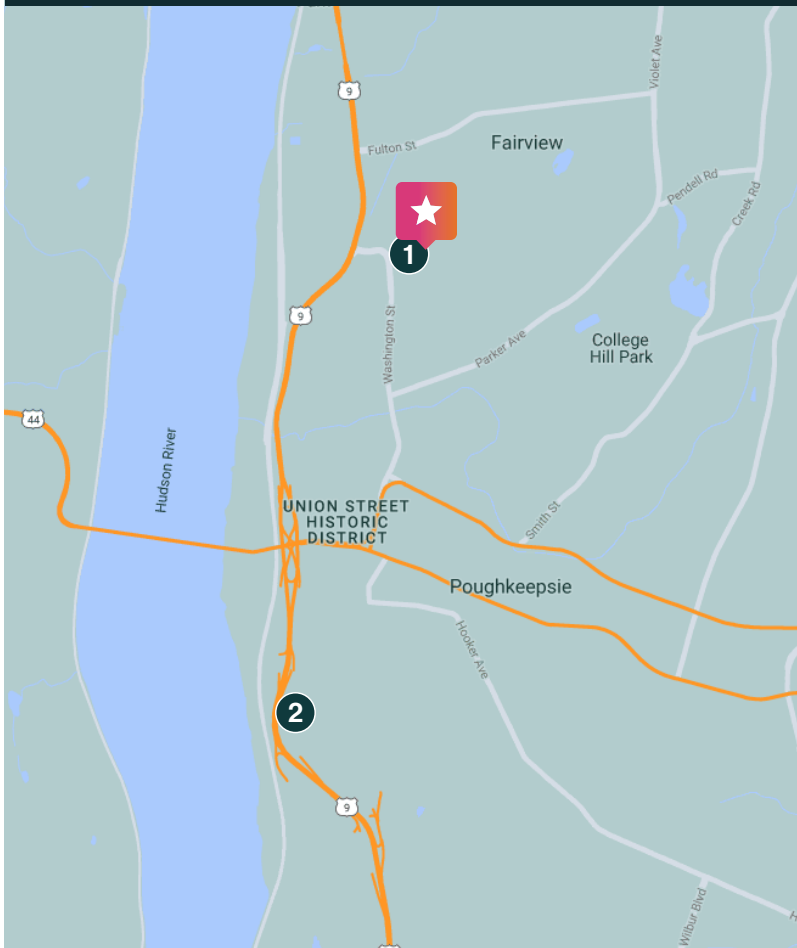 Violet Ave
9
Fulton St
Fairview
Pendell Rd
Creek Rd
1
9
Washington St
Parker Ave
College
Hill Park
44
Hudson River
UNION STREET
HISTORIC
DISTRICT
Smith St
Poughkeepsie
Hooker Ave
2
9
Wilbur Blvd